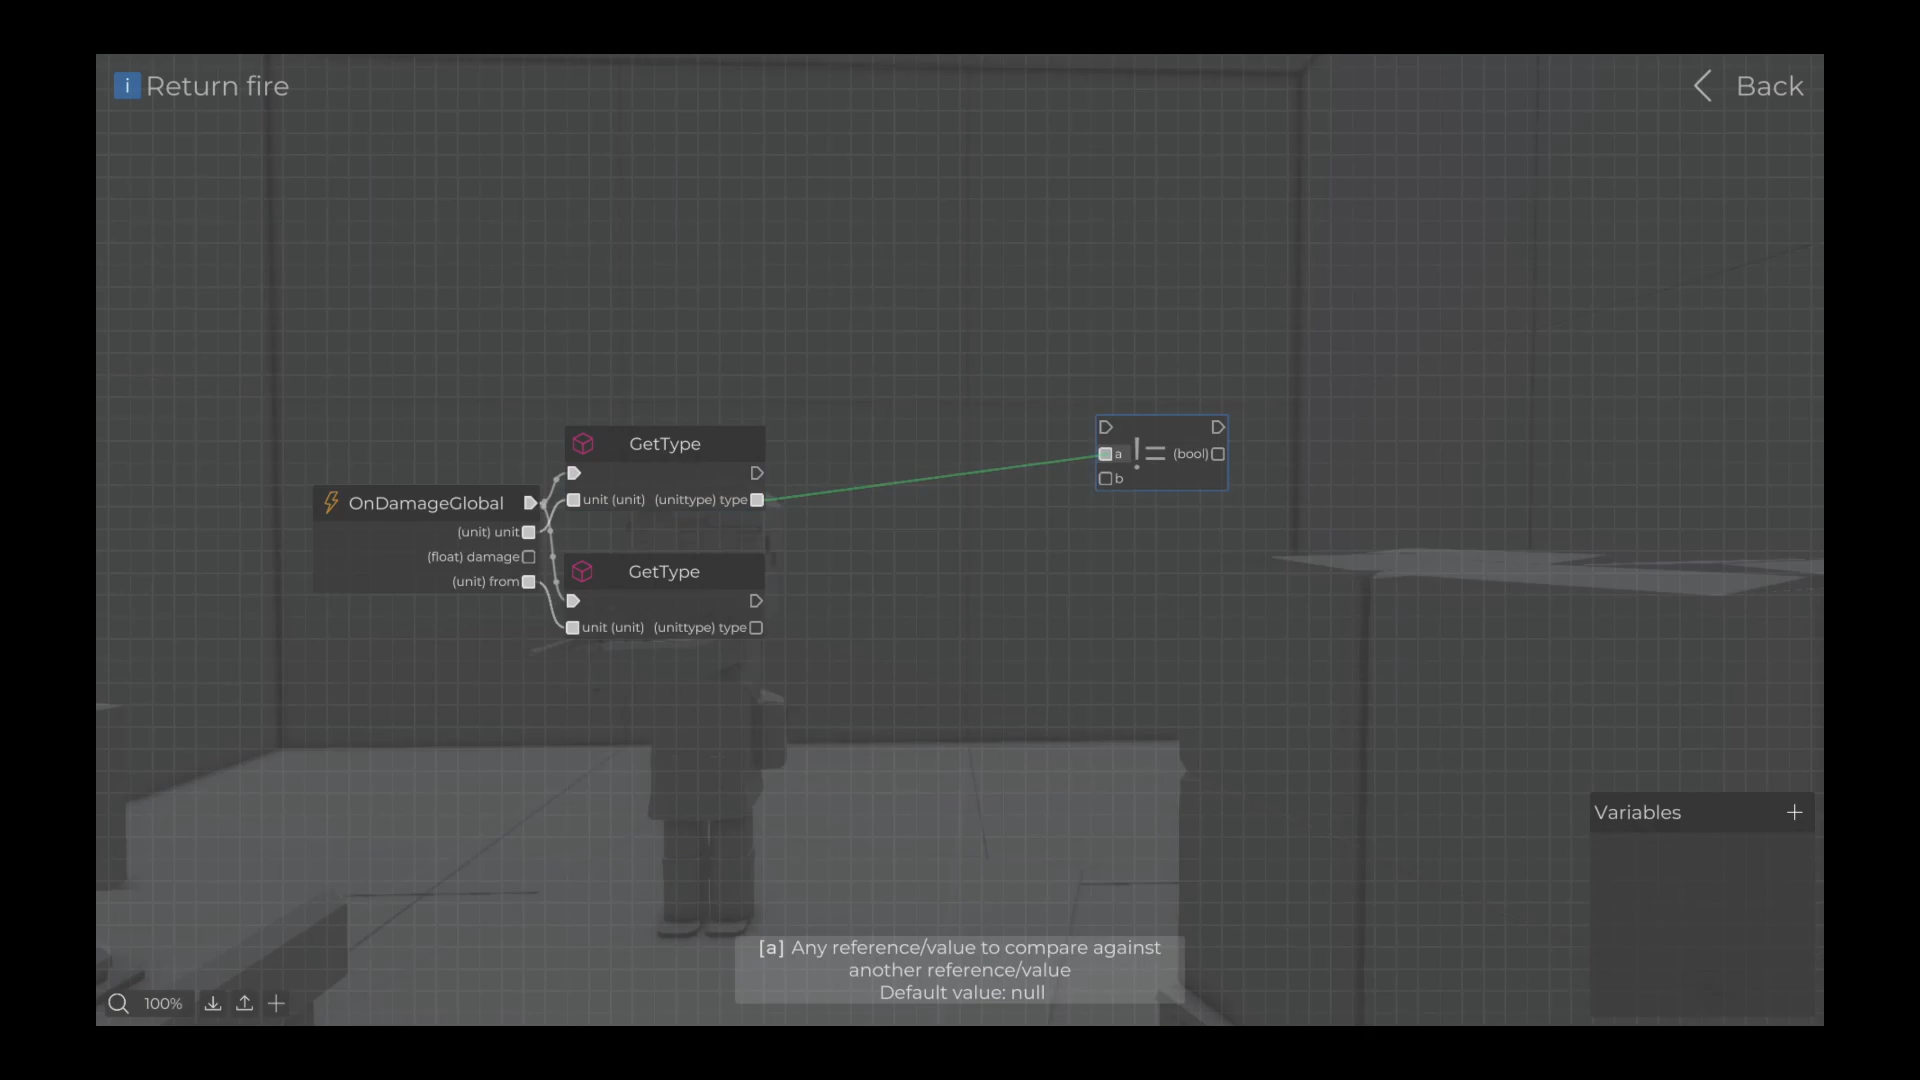 i Return fire
Back
GetType
unit (unit) (unittype) type
OnDamageGlobal
(unit) unit
(float) damage
(unit) from
GetType
unit (unit) (unittype) type
a != (bool)
b
Variables +
[a] Any reference/value to compare against
another reference/value
Default value: null
100%